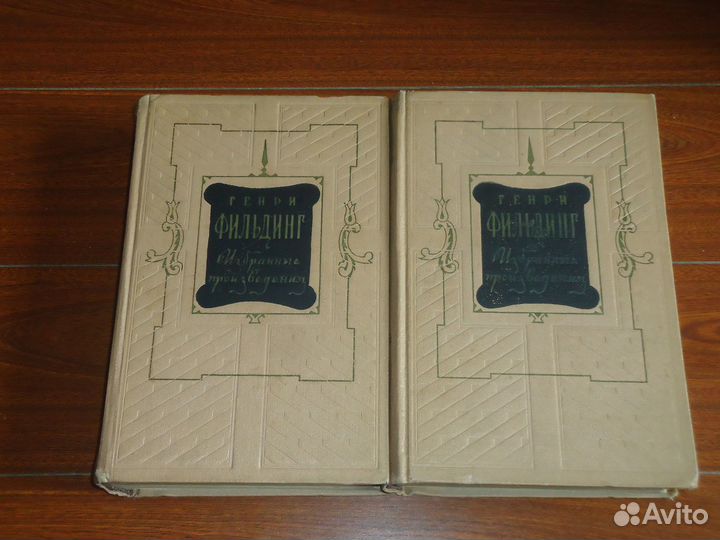 ГЕНРИ
ФИЛЬДИНГ
Избранные
произведения
ГЕНРИ
ФИЛЬДИНГ
Избранные
произведения
Avito